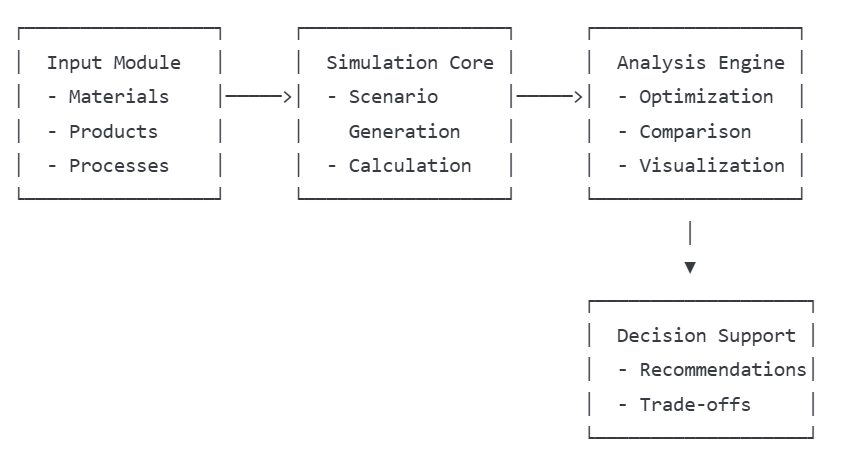 Input Module
- Materials
- Products
- Processes
Simulation Core
- Scenario
Generation
- Calculation
Analysis Engine
- Optimization
- Comparison
- Visualization
Decision Support
- Recommendations
- Trade-offs